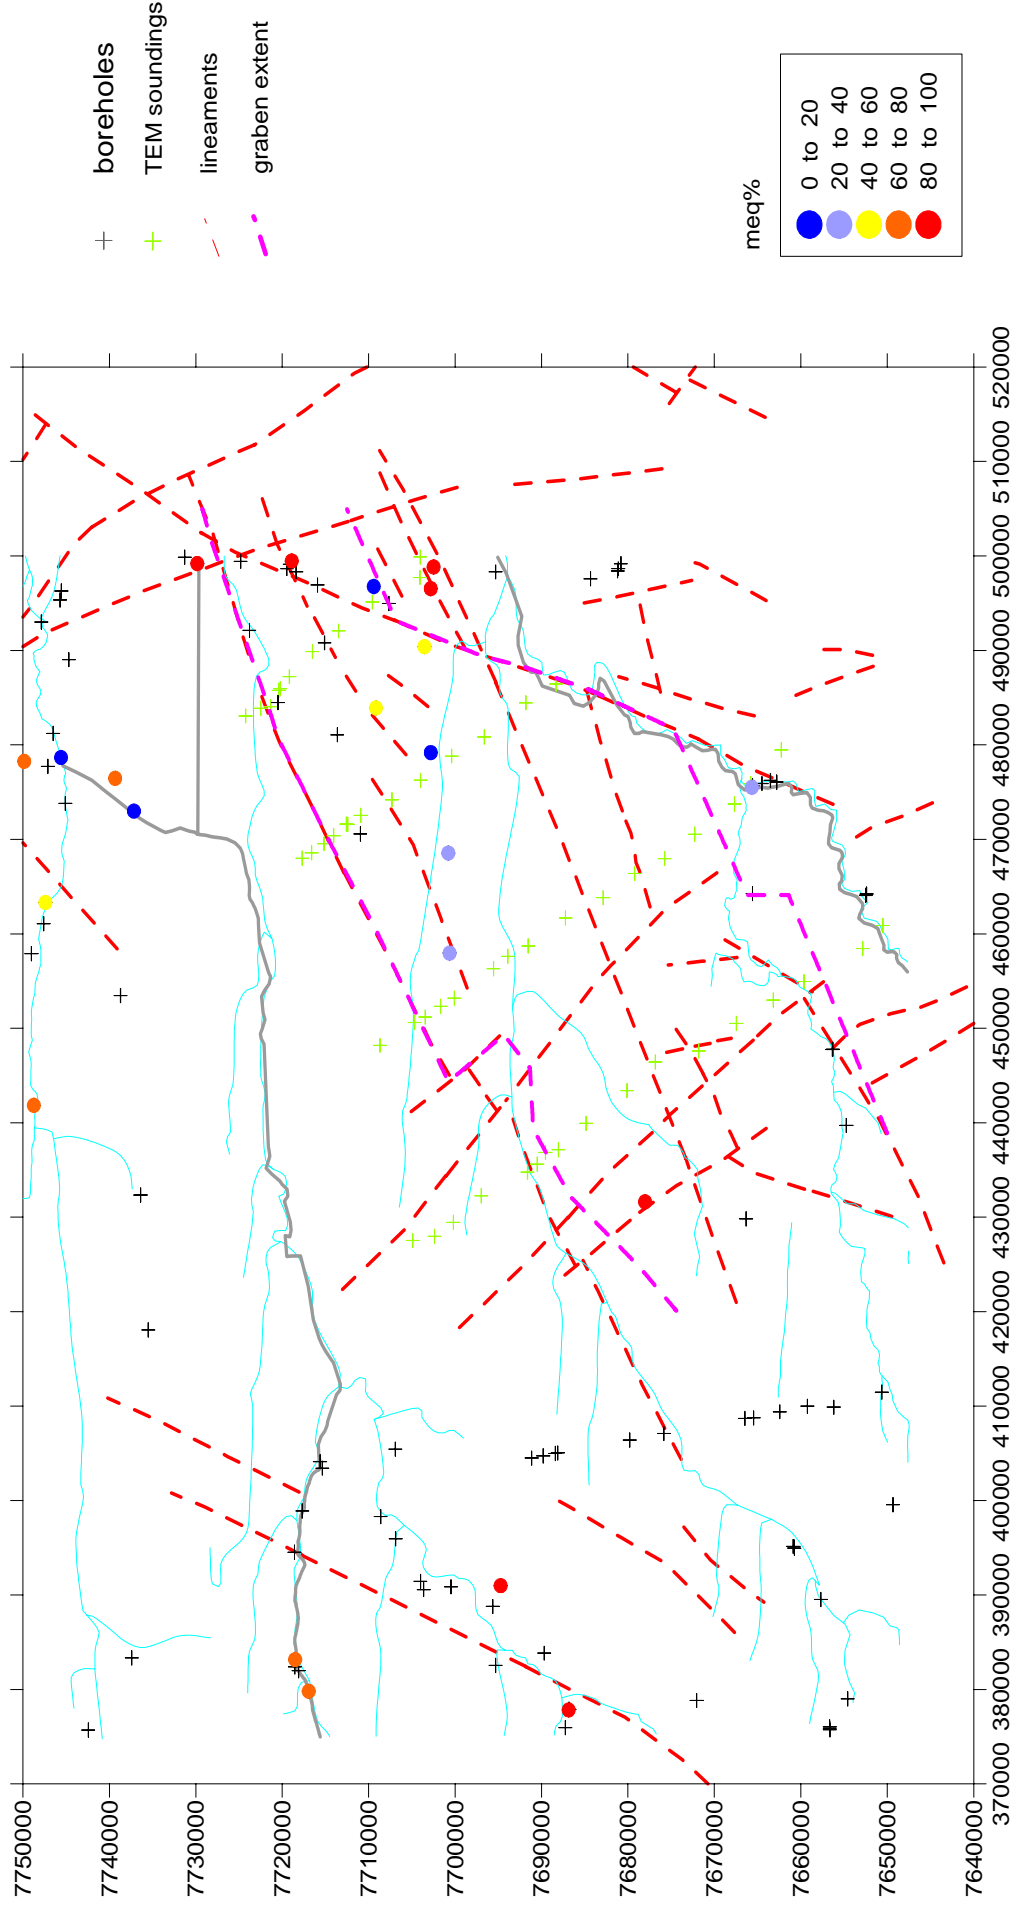 boreholes
TEM soundings
lineaments
graben extent
meq%
0 to 20
20 to 40
40 to 60
60 to 80
80 to 100
7750000
7740000
7730000
7720000
7710000
7700000
7690000
7680000
7670000
7660000
7650000
7640000
370000
380000
390000
400000
410000
420000
430000
440000
450000
460000
470000
480000
490000
500000
510000
520000